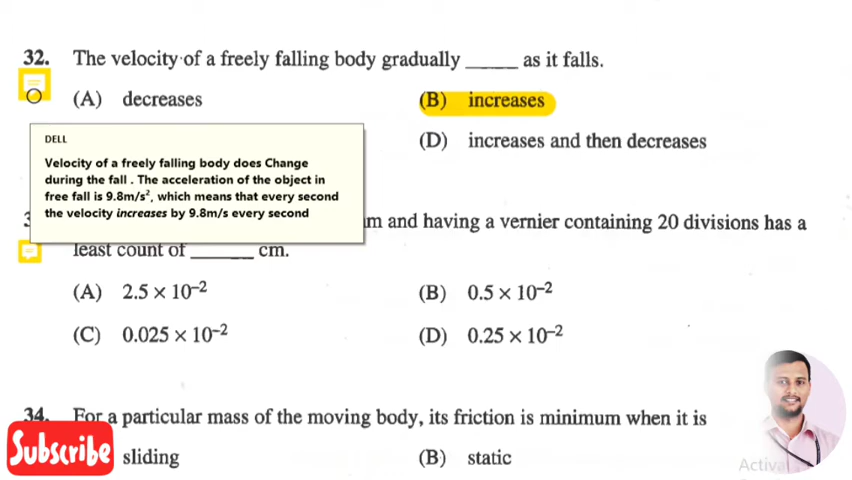 32. The velocity of a freely falling body gradually _____ as it falls.
(A) decreases (B) increases
DELL (D) increases and then decreases
Velocity of a freely falling body does Change
during the fall . The acceleration of the object in
free fall is 9.8m/s², which means that every second
the velocity increases by 9.8m/s every second
and having a vernier containing 20 divisions has a
least count of ______ cm.
(A) 2.5 × 10⁻² (B) 0.5 × 10⁻²
(C) 0.025 × 10⁻² (D) 0.25 × 10⁻²
34. For a particular mass of the moving body, its friction is minimum when it is
Subscribe sliding (B) static